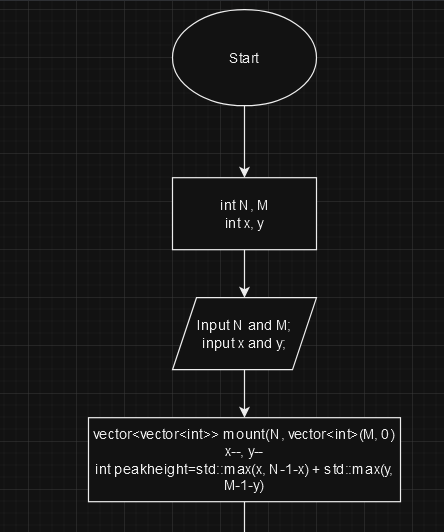 Start
int N, M
int x, y
Input N and M;
input x and y;
vector<vector<int>> mount(N, vector<int>(M, 0)
x--, y--
int peakheight=std::max(x, N-1-x) + std::max(y,
M-1-y)